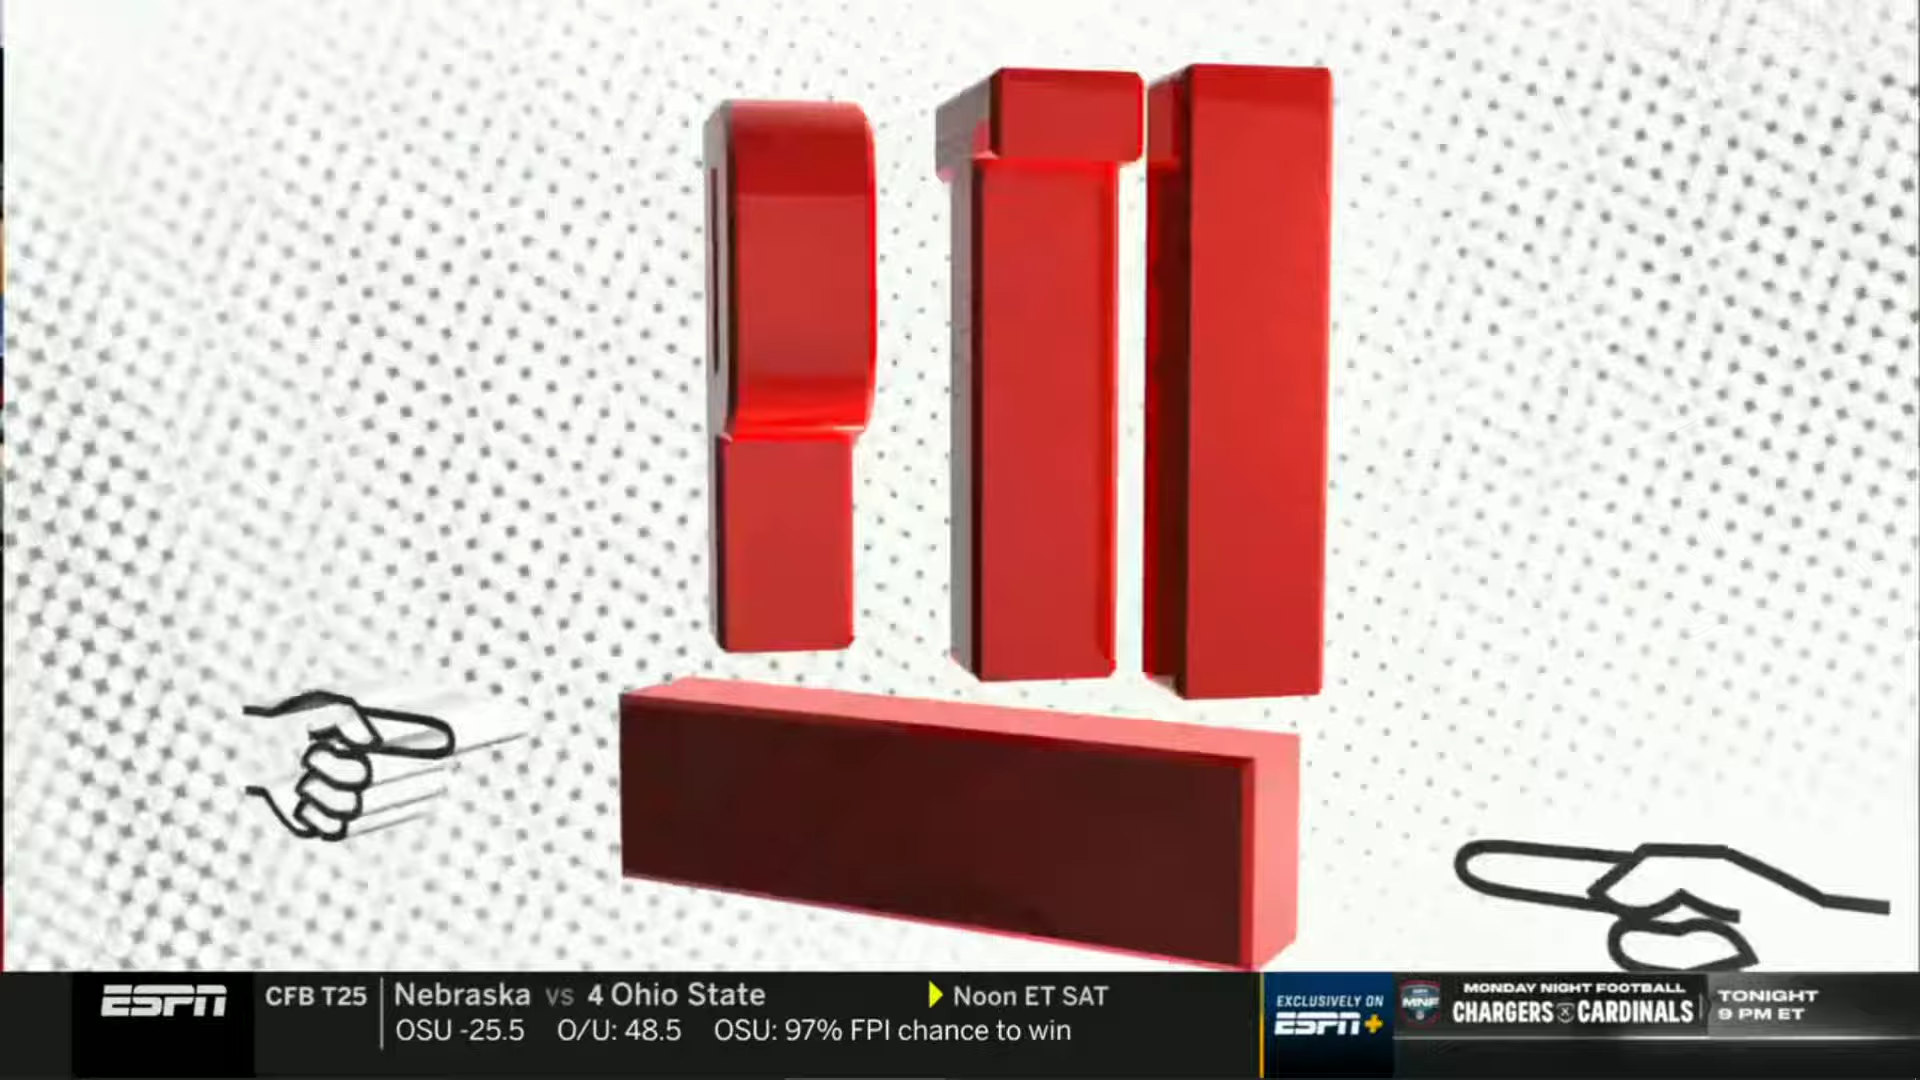 ESPN
CFB T25
Nebraska vs 4 Ohio State
Noon ET SAT
OSU -25.5 O/U: 48.5 OSU: 97% FPI chance to win
EXCLUSIVELY ON
ESPN+
MNF
MONDAY NIGHT FOOTBALL
CHARGERS X CARDINALS
TONIGHT
9 PM ET